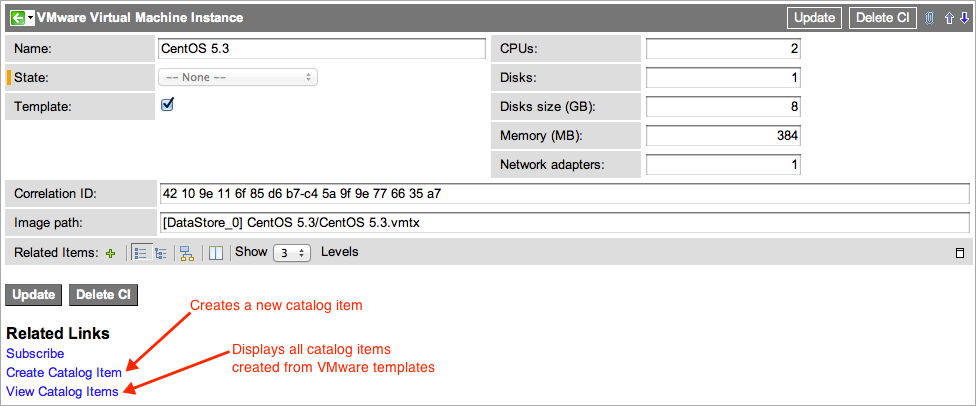 VMware Virtual Machine Instance Update Delete CI
Name: CentOS 5.3 CPUs: 2
State: -- None -- Disks: 1
Template: Disks size (GB): 8
Memory (MB): 384
Network adapters: 1
Correlation ID: 42 10 9e 11 6f 85 d6 b7-c4 5a 9f 9e 77 66 35 a7
Image path: [DataStore_0] CentOS 5.3/CentOS 5.3.vmtx
Related Items: Show 3 Levels
Update Delete CI
Creates a new catalog item
Related Links
Subscribe
Displays all catalog items
created from VMware templates
Create Catalog Item
View Catalog Items